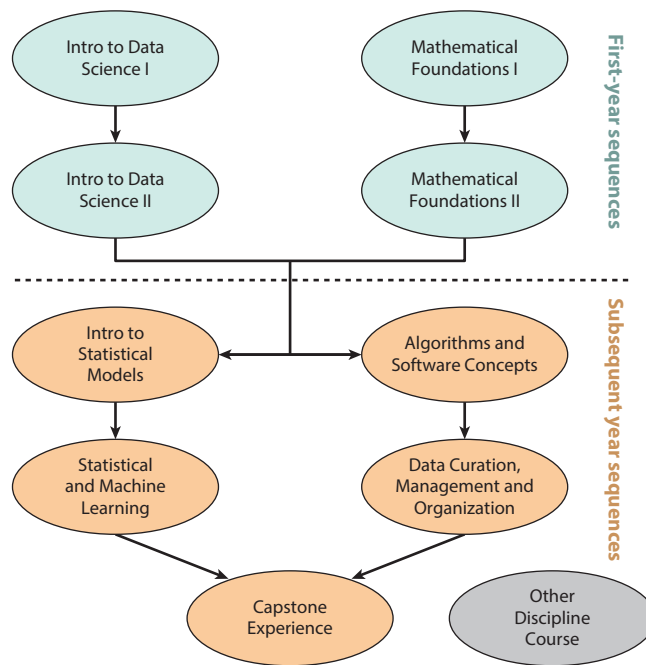 Intro to Data
Science I
Mathematical
Foundations I
First-year sequences
Intro to Data
Science II
Mathematical
Foundations II
Intro to
Statistical
Models
Algorithms and
Software Concepts
Subsequent year sequences
Statistical
and Machine
Learning
Data Curation,
Management and
Organization
Capstone
Experience
Other
Discipline
Course